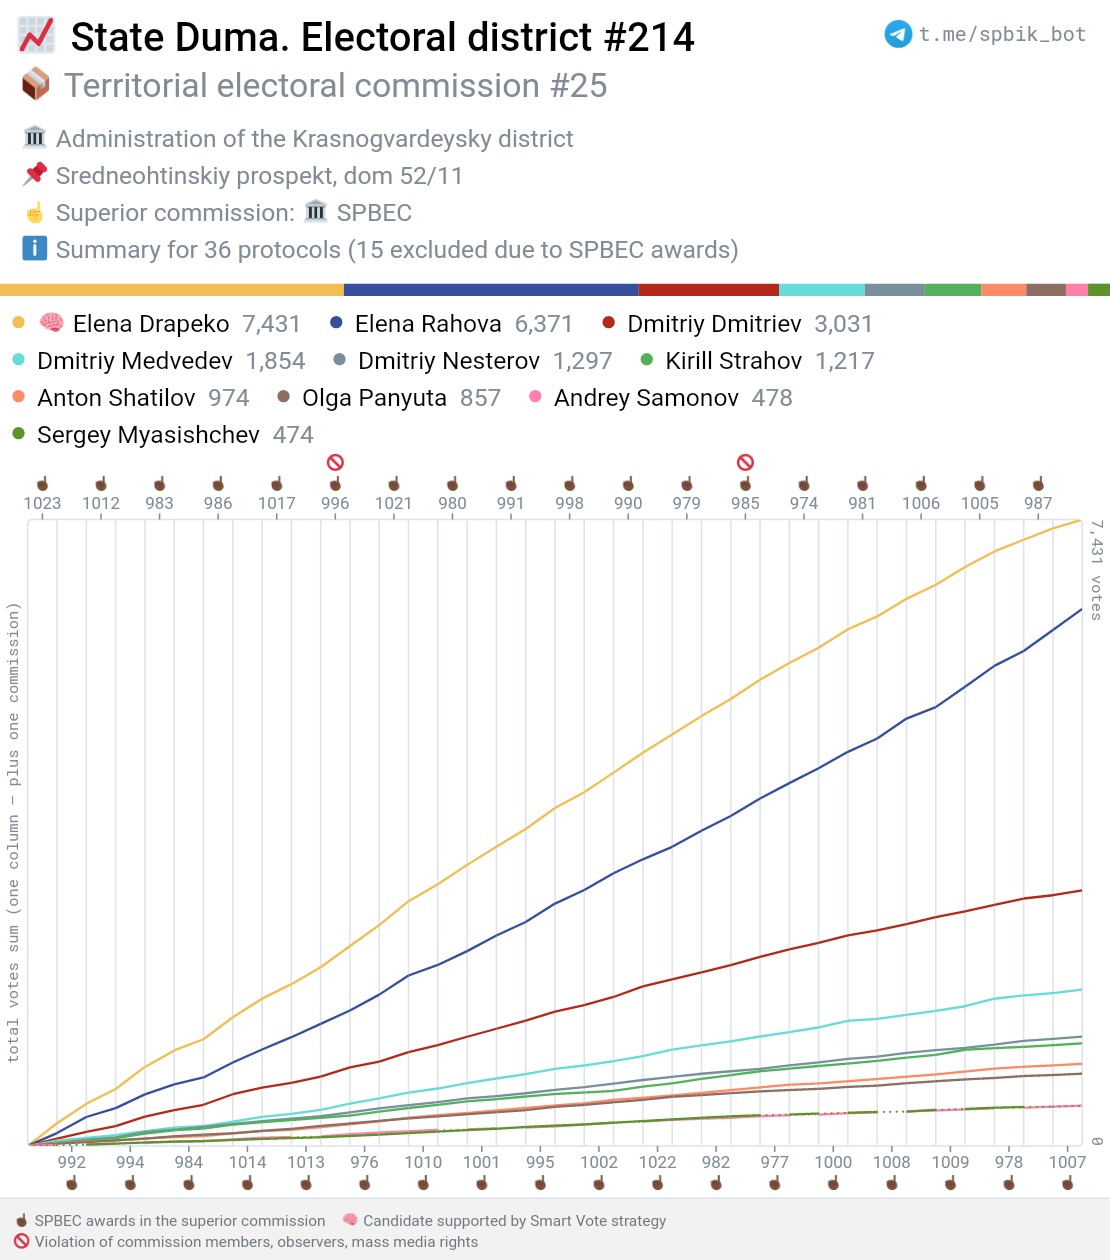 State Duma. Electoral district #214
t.me/spbik_bot
Territorial electoral commission #25
Administration of the Krasnogvardeysky district
Sredneohtinskiy prospekt, dom 52/11
Superior commission: SPBEC
Summary for 36 protocols (15 excluded due to SPBEC awards)
Elena Drapeko 7,431 Elena Rahova 6,371 Dmitriy Dmitriev 3,031
Dmitriy Medvedev 1,854 Dmitriy Nesterov 1,297 Kirill Strahov 1,217
Anton Shatilov 974 Olga Panyuta 857 Andrey Samonov 478
Sergey Myasishchev 474
1023 1012 983 986 1017 996 1021 980 991 998 990 979 985 974 981 1006 1005 987
7,431 votes
total votes sum (one column – plus one commission)
0
992 994 984 1014 1013 976 1010 1001 995 1002 1022 982 977 1000 1008 1009 978 1007
SPBEC awards in the superior commission Candidate supported by Smart Vote strategy
Violation of commission members, observers, mass media rights